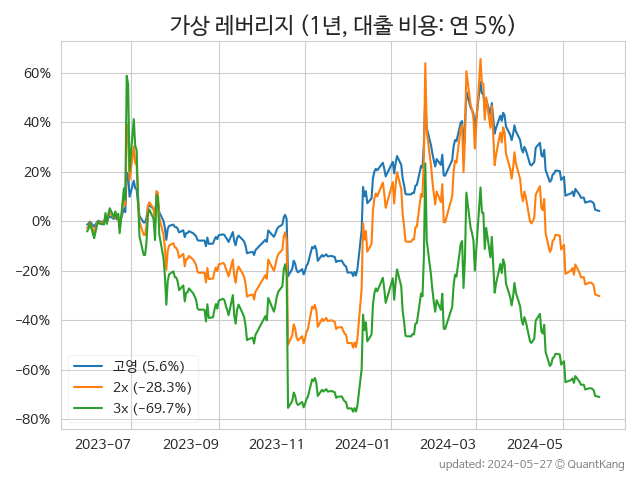 가상 레버리지 (1년, 대출 비용: 연 5%)
60%
40%
20%
0%
−20%
−40%
−60%
−80%
고영 (5.6%)
2x (−28.3%)
3x (−69.7%)
2023-07
2023-09
2023-11
2024-01
2024-03
2024-05
updated: 2024-05-27 © QuantKang